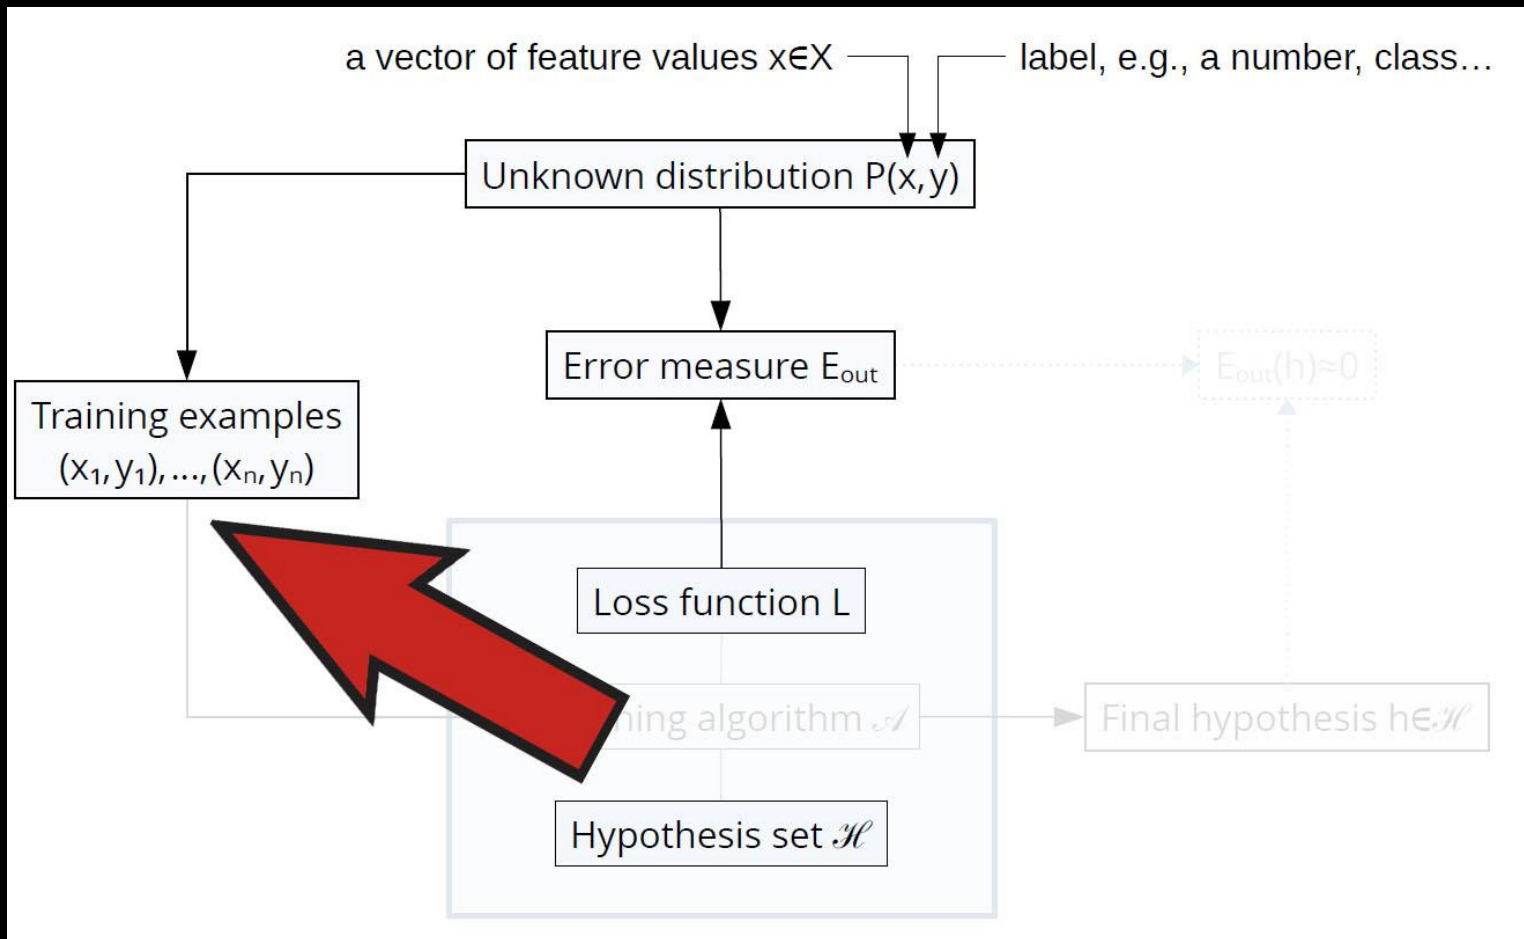 a vector of feature values x∈X
label, e.g., a number, class…
Unknown distribution P(x,y)
Error measure Eₒᵤₜ
Eₒᵤₜ(h)≈0
Training examples
(x₁,y₁),...,(xₙ,yₙ)
Loss function L
algorithm 𝒜
Final hypothesis h∈ℋ
Hypothesis set ℋ